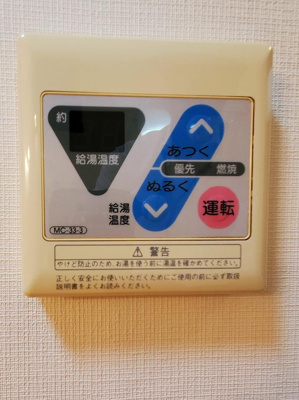 約
給湯温度
あつく
優先 燃焼
ぬるく
給湯
温度
運転
MC-33-3
⚠警告
やけど防止のため、お湯を使う前に湯温を確かめてください。
正しく安全にお使いいただくためにご使用の前に必ず取扱
説明書をよくお読みください。